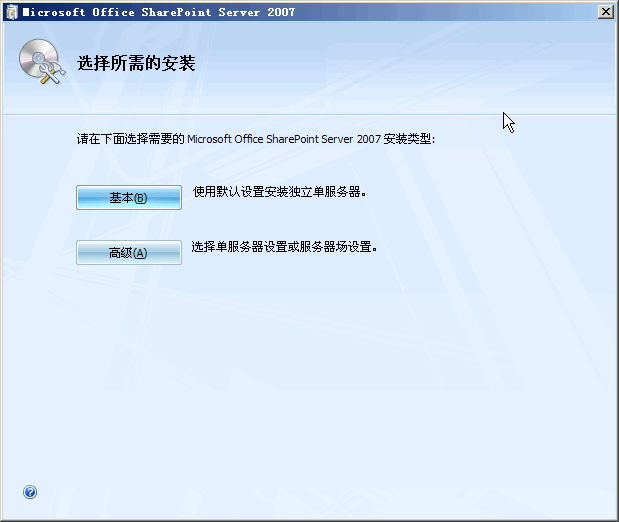 Microsoft Office SharePoint Server 2007
选择所需的安装
请在下面选择需要的 Microsoft Office SharePoint Server 2007 安装类型:
基本(B)
使用默认设置安装独立单服务器。
高级(A)
选择单服务器设置或服务器场设置。
?